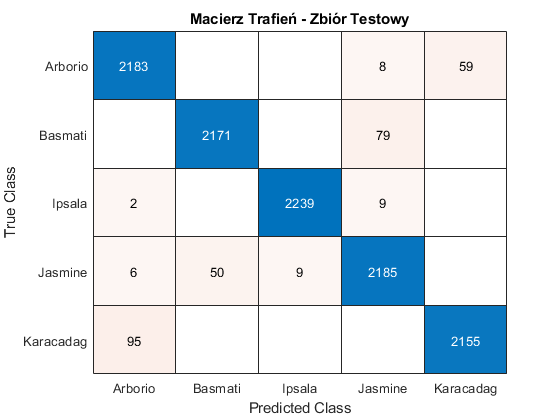 Macierz Trafień - Zbiór Testowy
True Class
Arborio 2183 8 59
Basmati 2171 79
Ipsala 2 2239 9
Jasmine 6 50 9 2185
Karacadag 95 2155
Arborio Basmati Ipsala Jasmine Karacadag
Predicted Class